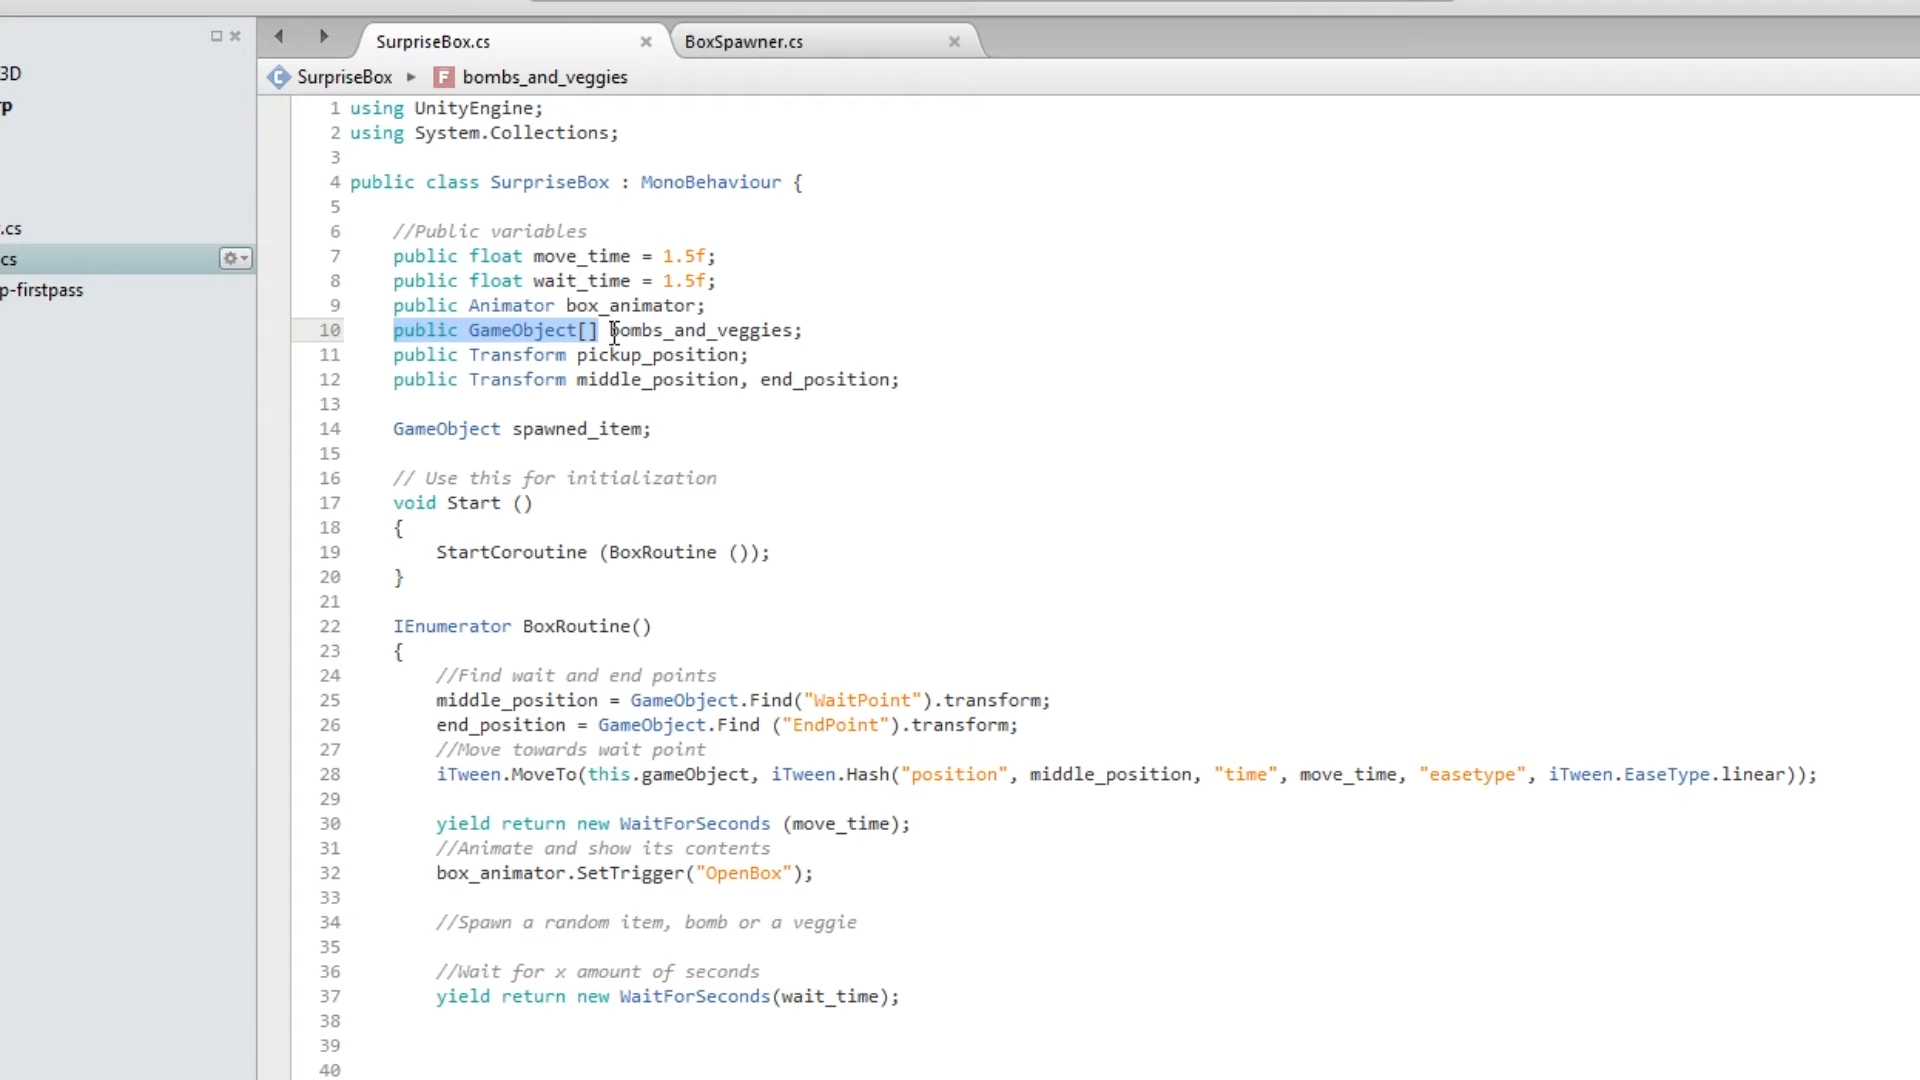 SurpriseBox.cs
BoxSpawner.cs
3D
SurpriseBox
F bombs_and_veggies
p
1 using UnityEngine;
2 using System.Collections;
3
4 public class SurpriseBox : MonoBehaviour {
5
6 //Public variables
.cs
7 public float move_time = 1.5f;
cs
8 public float wait_time = 1.5f;
p-firstpass
9 public Animator box_animator;
10 public GameObject[] bombs_and_veggies;
11 public Transform pickup_position;
12 public Transform middle_position, end_position;
13
14 GameObject spawned_item;
15
16 // Use this for initialization
17 void Start ()
18 {
19 StartCoroutine (BoxRoutine ());
20 }
21
22 IEnumerator BoxRoutine()
23 {
24 //Find wait and end points
25 middle_position = GameObject.Find("WaitPoint").transform;
26 end_position = GameObject.Find ("EndPoint").transform;
27 //Move towards wait point
28 iTween.MoveTo(this.gameObject, iTween.Hash("position", middle_position, "time", move_time, "easetype", iTween.EaseType.linear));
29
30 yield return new WaitForSeconds (move_time);
31 //Animate and show its contents
32 box_animator.SetTrigger("OpenBox");
33
34 //Spawn a random item, bomb or a veggie
35
36 //Wait for x amount of seconds
37 yield return new WaitForSeconds(wait_time);
38
39
40